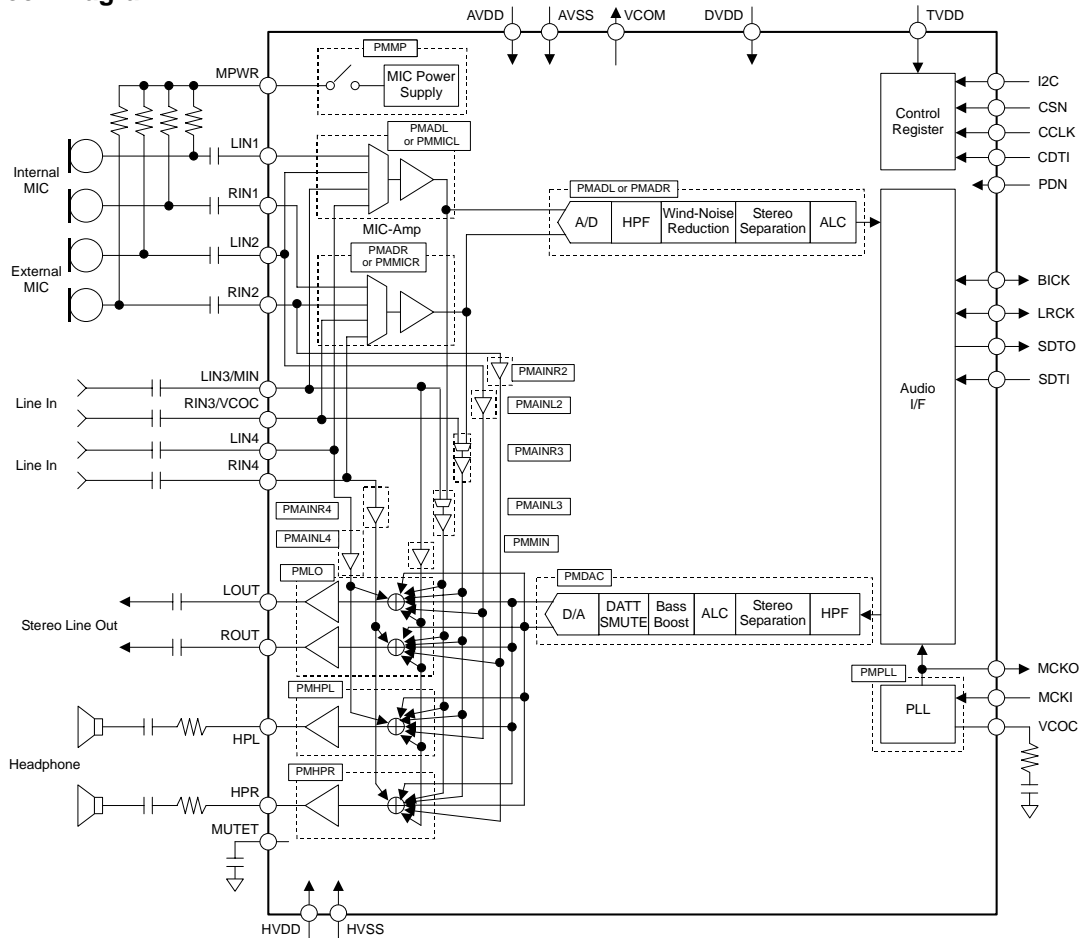 AVDD AVSS VCOM DVDD TVDD
PMMP
MPWR
MIC Power
Supply
I2C
CSN
Control
Register
CCLK
CDTI
PDN
PMADL
or PMMICL
LIN1
Internal
MIC
RIN1
PMADL or PMADR
A/D
HPF
Wind-Noise
Reduction
Stereo
Separation
ALC
MIC-Amp
LIN2
PMADR
or PMMICR
External
MIC
RIN2
BICK
LRCK
SDTO
SDTI
Audio
I/F
PMAINR2
LIN3/MIN
PMAINL2
Line In
RIN3/VCOC
LIN4
PMAINR3
Line In
RIN4
PMAINR4
PMAINL3
PMAINL4
PMMIN
PMLO
PMDAC
LOUT
D/A
DATT
SMUTE
Bass
Boost
ALC
Stereo
Separation
HPF
Stereo Line Out
ROUT
MCKO
PMPLL
PMHPL
MCKI
PLL
VCOC
HPL
Headphone
PMHPR
HPR
MUTET
HVDD HVSS